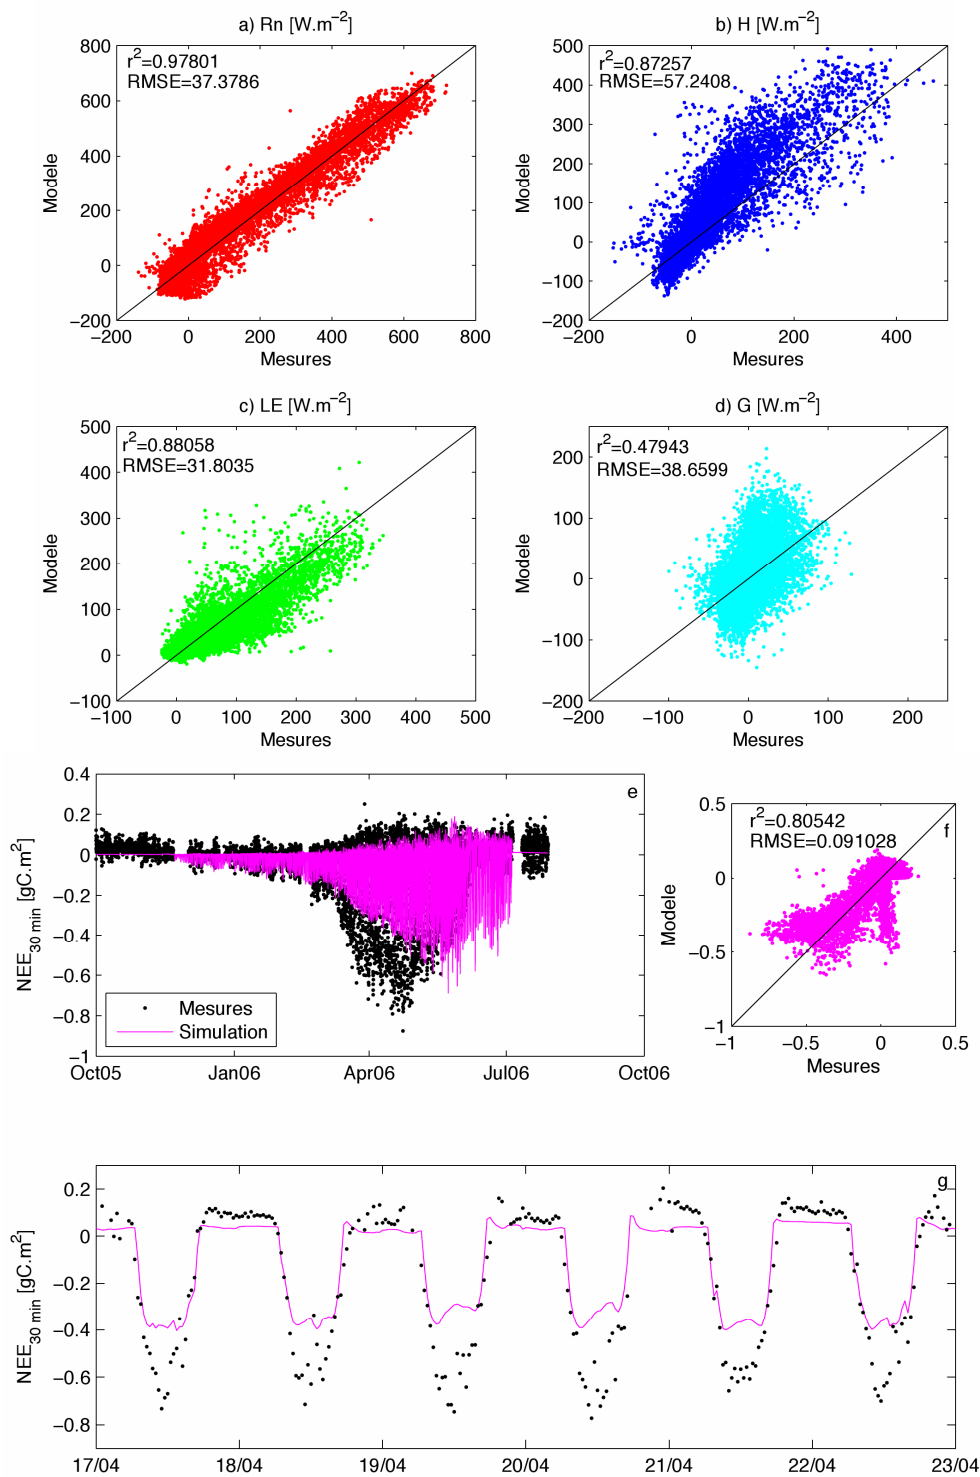 a) Rn [W.m−2]
r2=0.97801
RMSE=37.3786
800
600
400
200
0
−200
−200 0 200 400 600 800
Modele
Mesures
b) H [W.m−2]
r2=0.87257
RMSE=57.2408
500
400
300
200
100
0
−100
−200
−200 0 200 400
Modele
Mesures
c) LE [W.m−2]
r2=0.88058
RMSE=31.8035
500
400
300
200
100
0
−100
−100 0 100 200 300 400 500
Modele
Mesures
d) G [W.m−2]
r2=0.47943
RMSE=38.6599
200
100
0
−100
−200
−200 −100 0 100 200
Modele
Mesures
e
0.4
0.2
0
−0.2
−0.4
−0.6
−0.8
−1
NEE30 min [gC.m2]
Mesures
Simulation
Oct05 Jan06 Apr06 Jul06 Oct06
f
r2=0.80542
RMSE=0.091028
0.5
0
−0.5
−1
−1 −0.5 0 0.5
Modele
Mesures
g
0.2
0
−0.2
−0.4
−0.6
−0.8
NEE30 min [gC.m2]
17/04 18/04 19/04 20/04 21/04 22/04 23/04